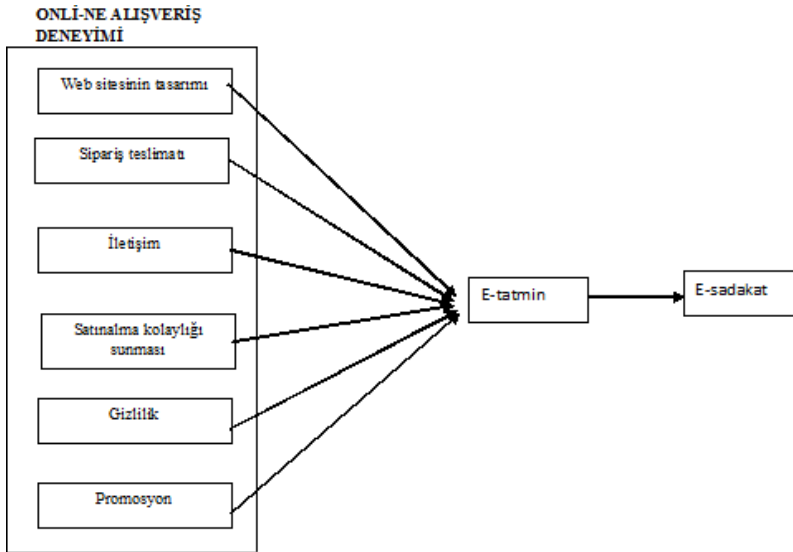 ONLİ-NE ALIŞVERİŞ
DENEYİMİ
Web sitesinin tasarımı
Sipariş teslimatı
İletişim
Satınalma kolaylığı
sunması
Gizlilik
Promosyon
E-tatmin
E-sadakat